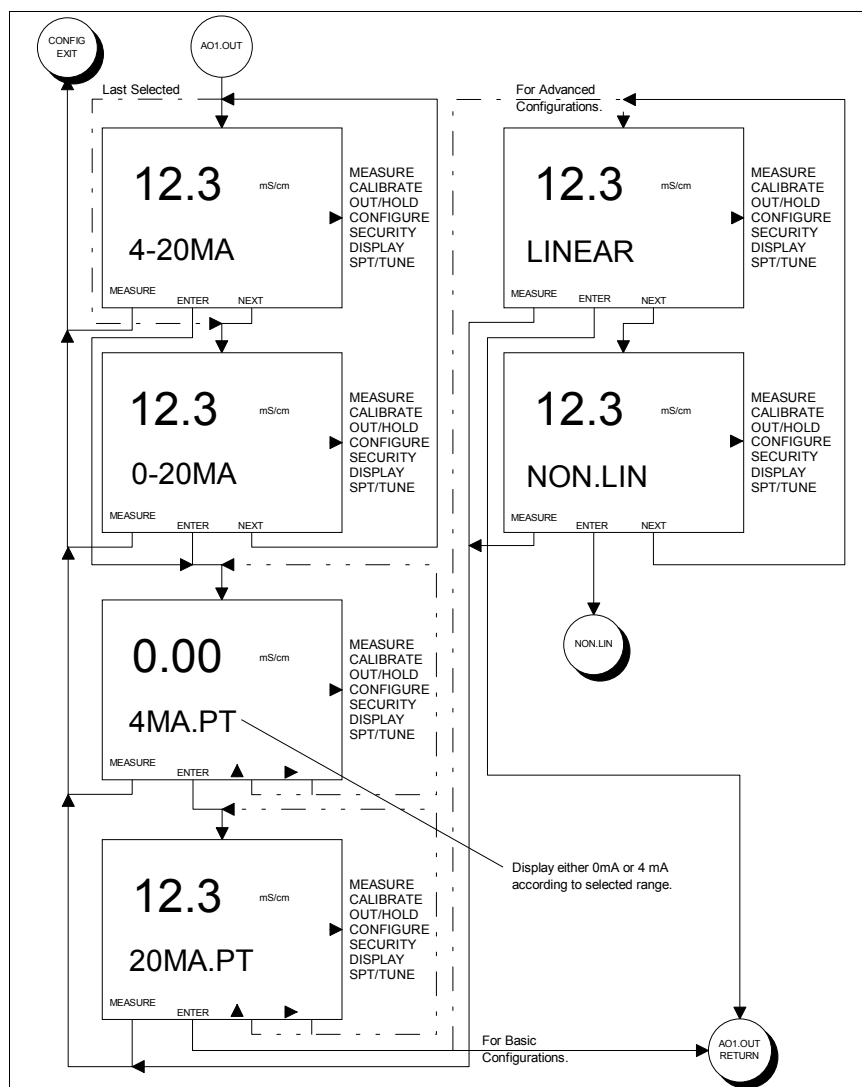 CONFIG
EXIT
AO1.OUT
Last Selected
12.3
mS/cm
4-20MA
MEASURE
ENTER
NEXT
MEASURE
CALIBRATE
OUT/HOLD
CONFIGURE
SECURITY
DISPLAY
SPT/TUNE
12.3
mS/cm
0-20MA
MEASURE
ENTER
NEXT
MEASURE
CALIBRATE
OUT/HOLD
CONFIGURE
SECURITY
DISPLAY
SPT/TUNE
0.00
mS/cm
4MA.PT
MEASURE
ENTER
MEASURE
CALIBRATE
OUT/HOLD
CONFIGURE
SECURITY
DISPLAY
SPT/TUNE
12.3
mS/cm
20MA.PT
MEASURE
ENTER
MEASURE
CALIBRATE
OUT/HOLD
CONFIGURE
SECURITY
DISPLAY
SPT/TUNE
For Advanced
Configurations.
12.3
mS/cm
LINEAR
MEASURE
ENTER
NEXT
MEASURE
CALIBRATE
OUT/HOLD
CONFIGURE
SECURITY
DISPLAY
SPT/TUNE
12.3
mS/cm
NON.LIN
MEASURE
ENTER
NEXT
MEASURE
CALIBRATE
OUT/HOLD
CONFIGURE
SECURITY
DISPLAY
SPT/TUNE
NON.LIN
Display either 0mA or 4 mA
according to selected range.
For Basic
Configurations.
AO1.OUT
RETURN